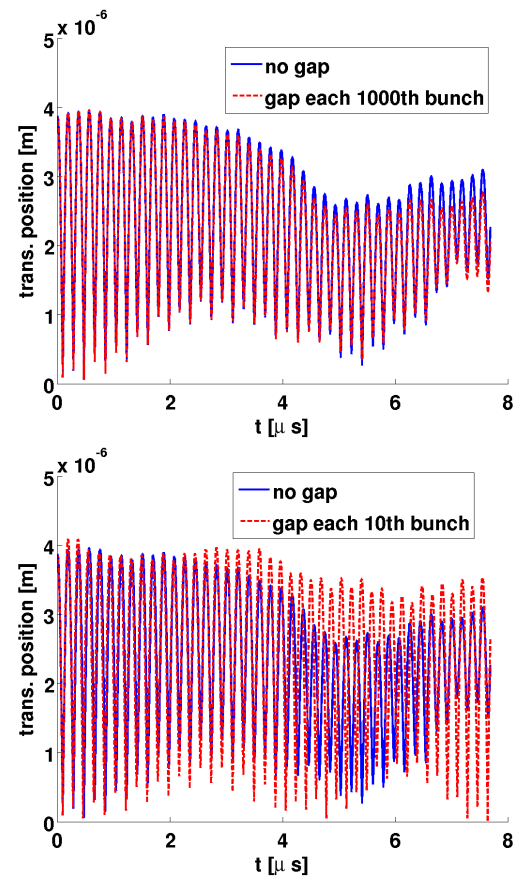 x 10^-6
5
4
3
2
1
0
trans. position [m]
no gap
gap each 1000th bunch
0 2 4 6 8
t [μ s]
x 10^-6
5
4
3
2
1
0
trans. position [m]
no gap
gap each 10th bunch
0 2 4 6 8
t [μ s]